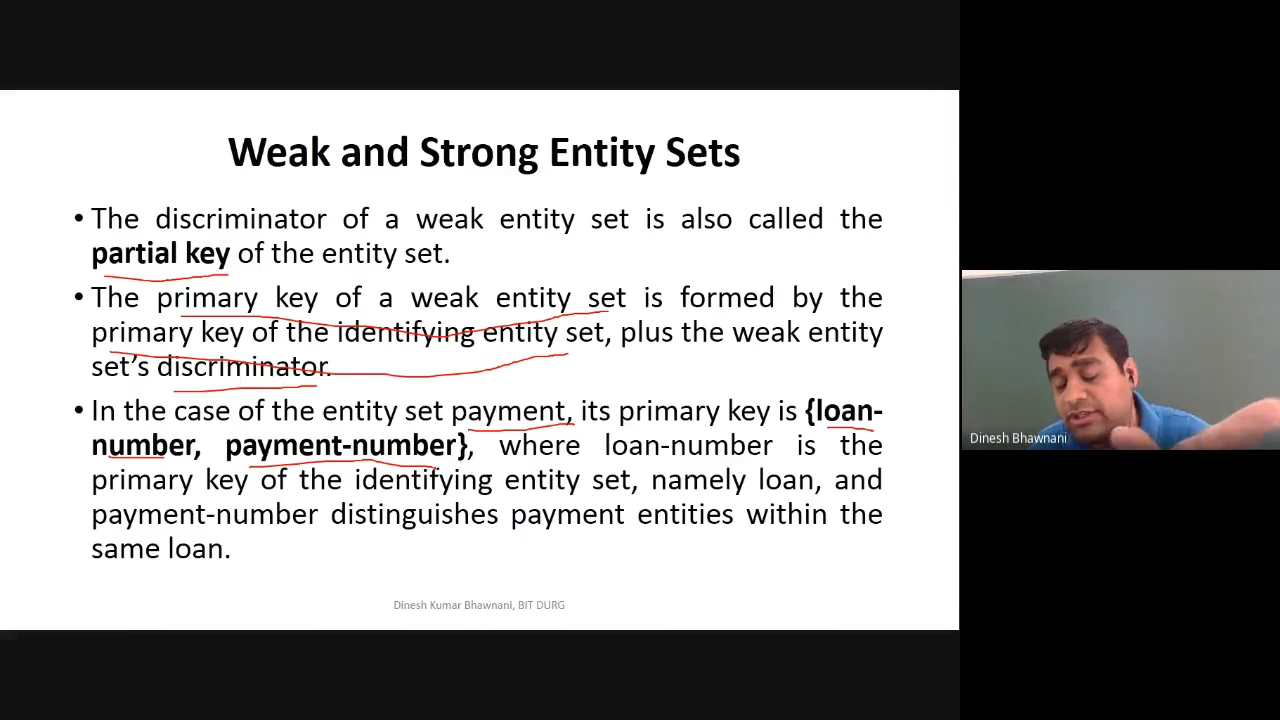 Weak and Strong Entity Sets
• The discriminator of a weak entity set is also called the
partial key of the entity set.
• The primary key of a weak entity set is formed by the
primary key of the identifying entity set, plus the weak entity
set’s discriminator.
• In the case of the entity set payment, its primary key is {loan-
number, payment-number}, where loan-number is the
primary key of the identifying entity set, namely loan, and
payment-number distinguishes payment entities within the
same loan.
Dinesh Kumar Bhawnani, BIT DURG
Dinesh Bhawnani